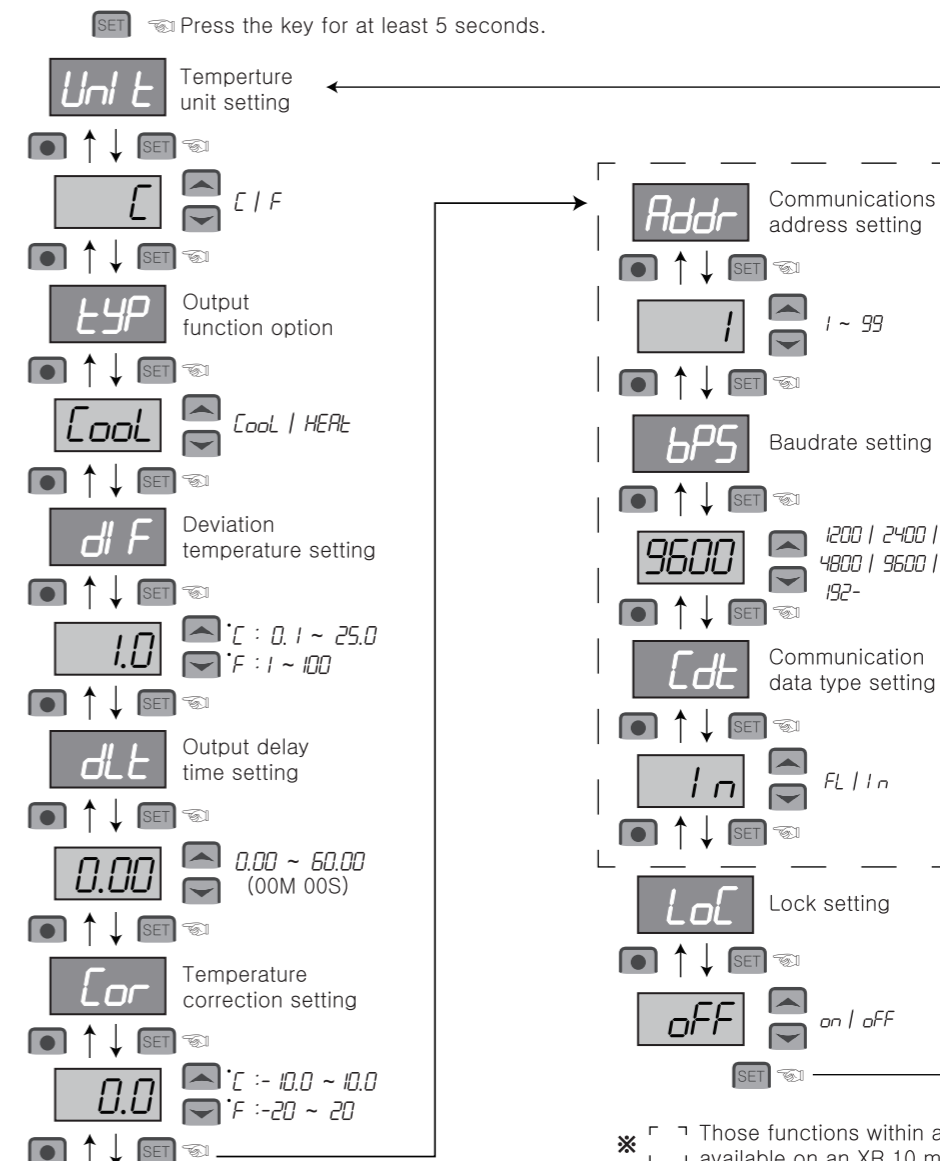 SET Press the key for at least 5 seconds.
UnI t
Temperture
unit setting
SET
C
C / F
SET
tYP
Output
function option
SET
CooL
CooL / HEAt
SET
dI F
Deviation
temperature setting
SET
1.0
°C : 0.1 ~ 25.0
°F : 1 ~ 100
SET
dLt
Output delay
time setting
SET
0.00
0.00 ~ 60.00
(00M 00S)
SET
Cor
Temperature
correction setting
SET
0.0
°C :- 10.0 ~ 10.0
°F :-20 ~ 20
SET
Addr
Communications
address setting
SET
1
1 ~ 99
SET
bPS
Baudrate setting
SET
9600
1200 / 2400 /
4800 / 9600 /
192-
SET
Cdt
Communication
data type setting
SET
I n
FL / I n
SET
LoC
Lock setting
SET
oFF
on / oFF
SET
※ Those functions within a
available on an XR 10 m